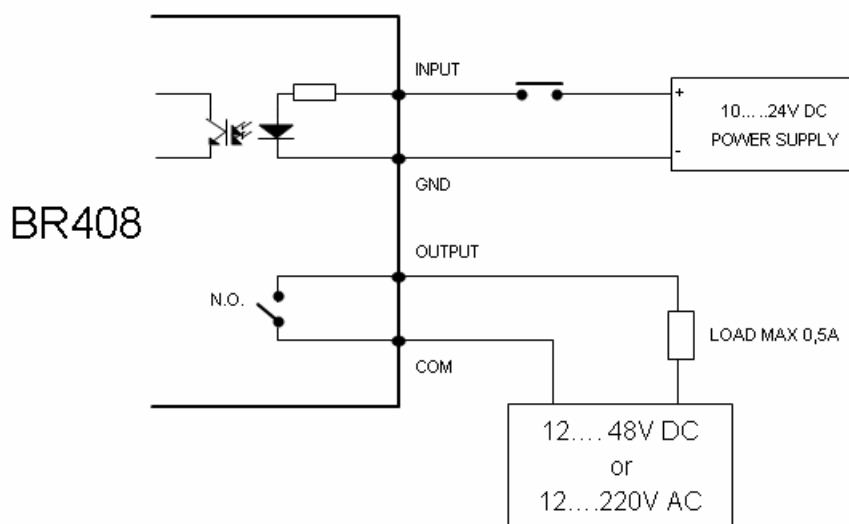 INPUT
+
10.... ..24V DC
POWER SUPPLY
-
GND
BR408
OUTPUT
N.O.
LOAD MAX 0,5A
COM
12.... 48V DC
or
12....220V AC